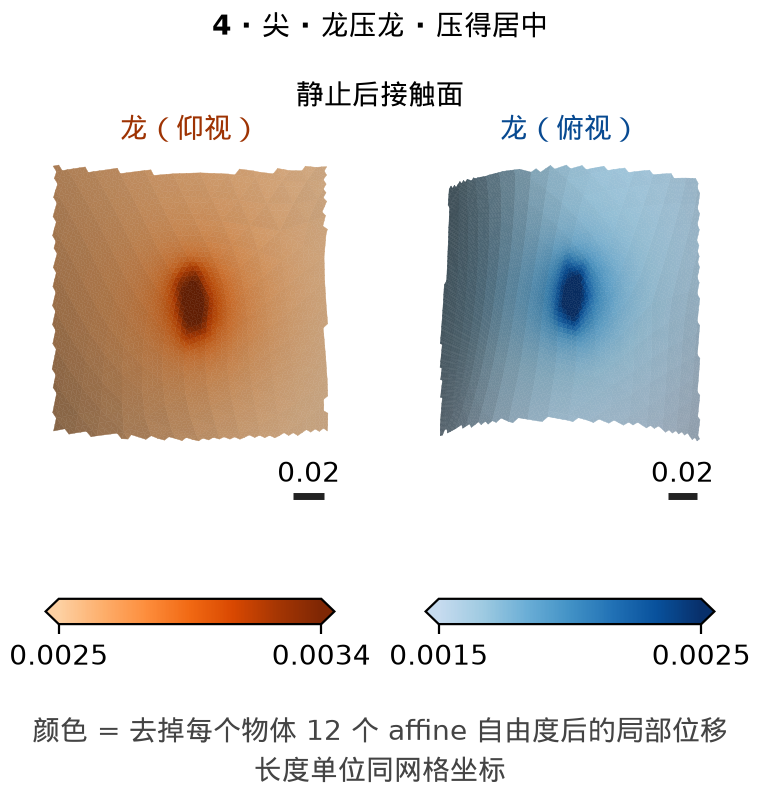 4 · 尖 · 龙压龙 · 压得居中
静止后接触面
龙（仰视）
龙（俯视）
0.02
0.02
0.0025
0.0034
0.0015
0.0025
颜色 = 去掉每个物体 12 个 affine 自由度后的局部位移
长度单位同网格坐标